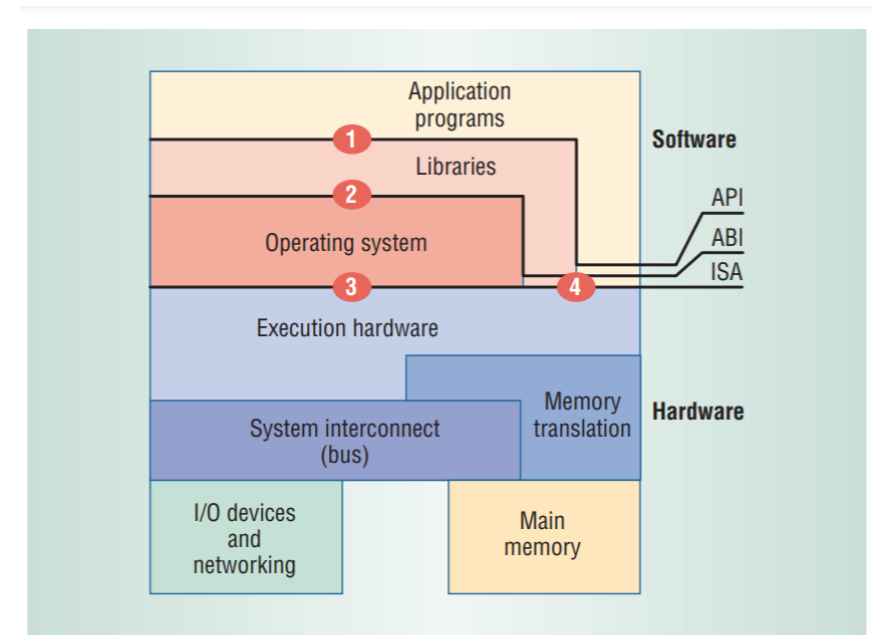 Application
programs
1
Software
Libraries
2
API
Operating system
ABI
ISA
3
4
Execution hardware
Memory
translation
Hardware
System interconnect
(bus)
I/O devices
and
networking
Main
memory